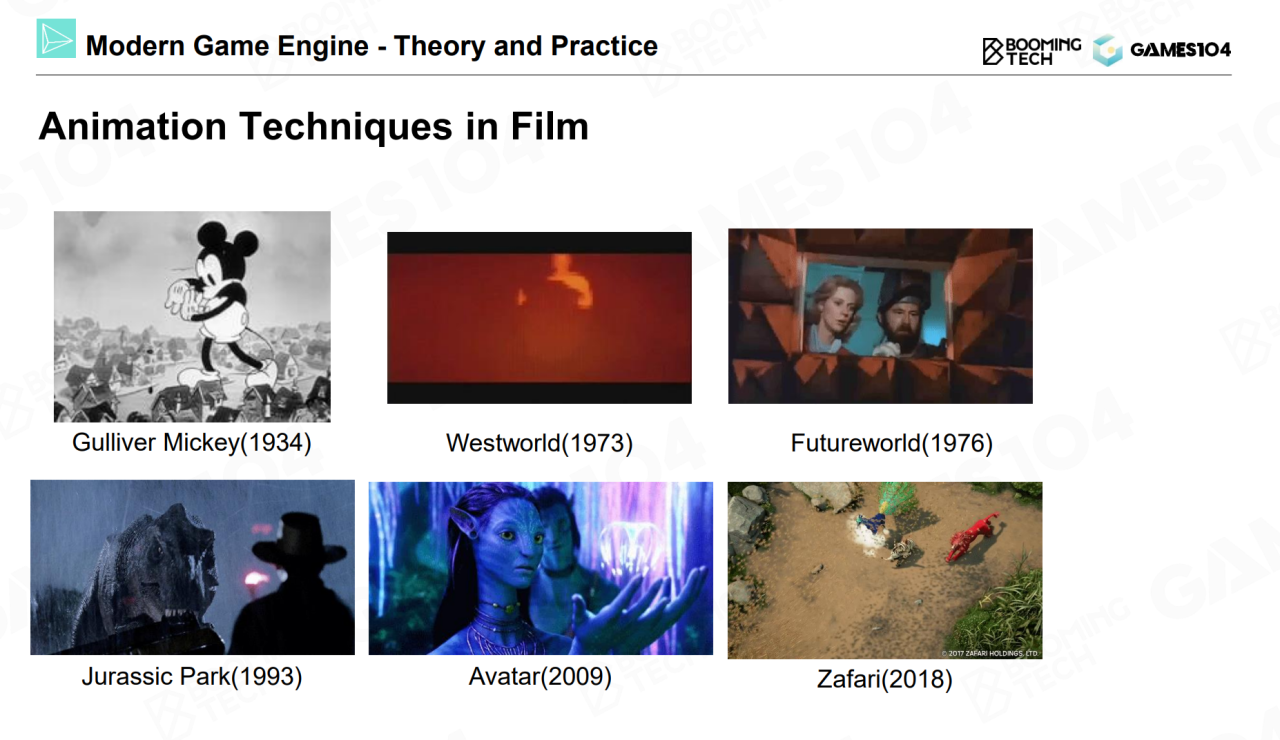 Modern Game Engine - Theory and Practice
BOOMING
TECH
GAMES104
Animation Techniques in Film
Gulliver Mickey(1934)
Westworld(1973)
Futureworld(1976)
© 2017 ZAFARI HOLDINGS, LTD
Jurassic Park(1993)
Avatar(2009)
Zafari(2018)